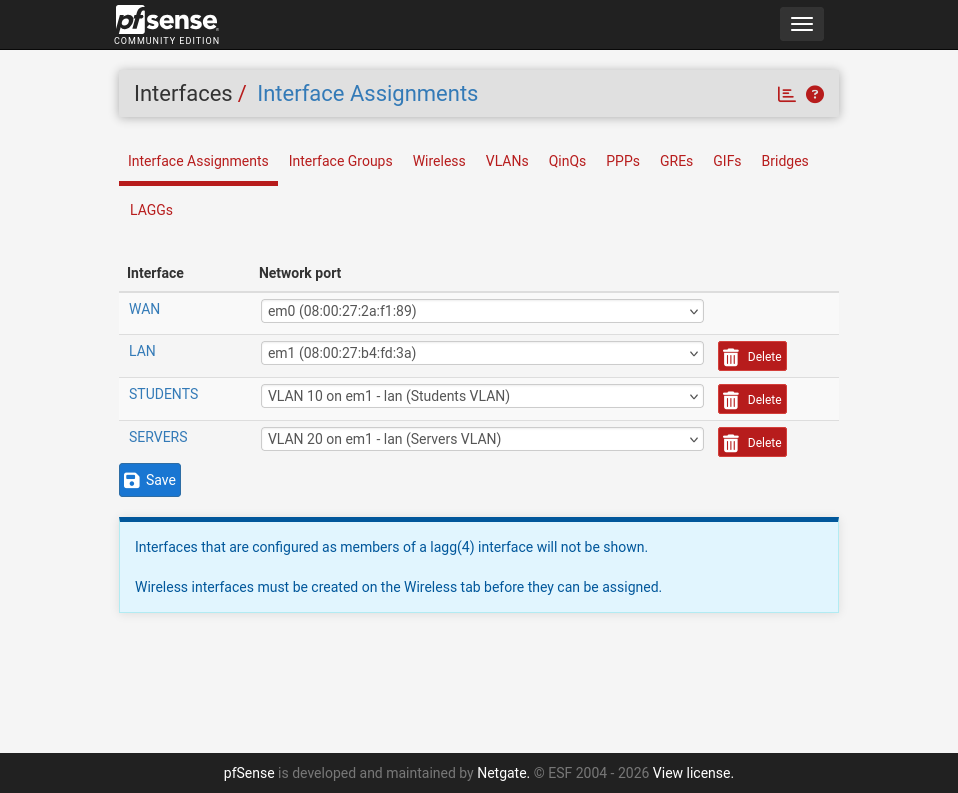 pfsense
COMMUNITY EDITION
Interfaces / Interface Assignments
Interface Assignments Interface Groups Wireless VLANs QinQs PPPs GREs GIFs Bridges
LAGGs
Interface Network port
WAN em0 (08:00:27:2a:f1:89)
LAN em1 (08:00:27:b4:fd:3a) Delete
STUDENTS VLAN 10 on em1 - lan (Students VLAN) Delete
SERVERS VLAN 20 on em1 - lan (Servers VLAN) Delete
Save
Interfaces that are configured as members of a lagg(4) interface will not be shown.
Wireless interfaces must be created on the Wireless tab before they can be assigned.
pfSense is developed and maintained by Netgate. © ESF 2004 - 2026 View license.